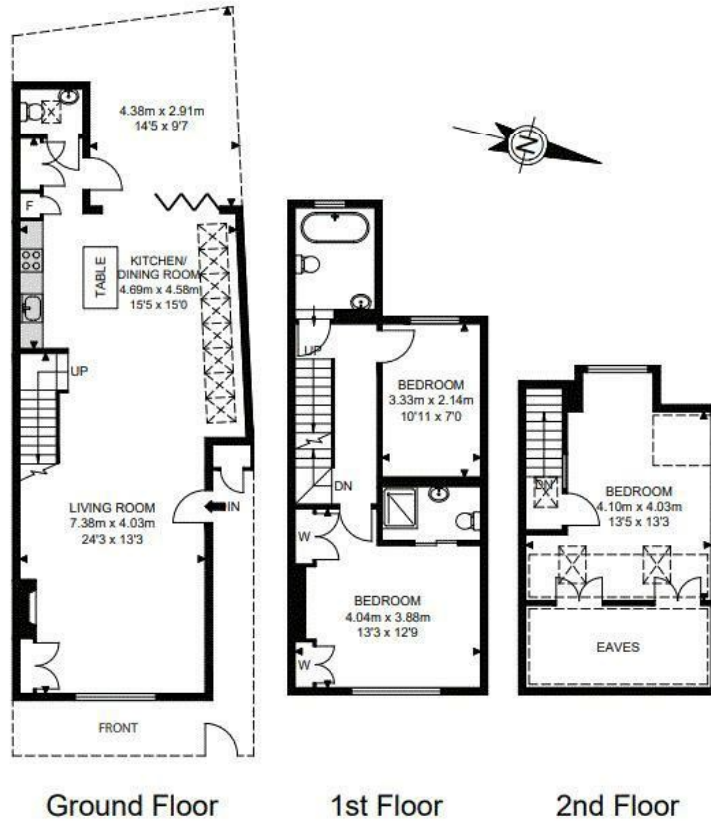 4.38m x 2.91m
14'5 x 9'7
F
TABLE
KITCHEN/
DINING ROOM
4.69m x 4.58m
15'5 x 15'0
UP
LIVING ROOM
7.38m x 4.03m
24'3 x 13'3
IN
FRONT
Ground Floor
N
UP
BEDROOM
3.33m x 2.14m
10'11 x 7'0
DN
W
BEDROOM
4.04m x 3.88m
13'3 x 12'9
W
1st Floor
DN
BEDROOM
4.10m x 4.03m
13'5 x 13'3
EAVES
2nd Floor